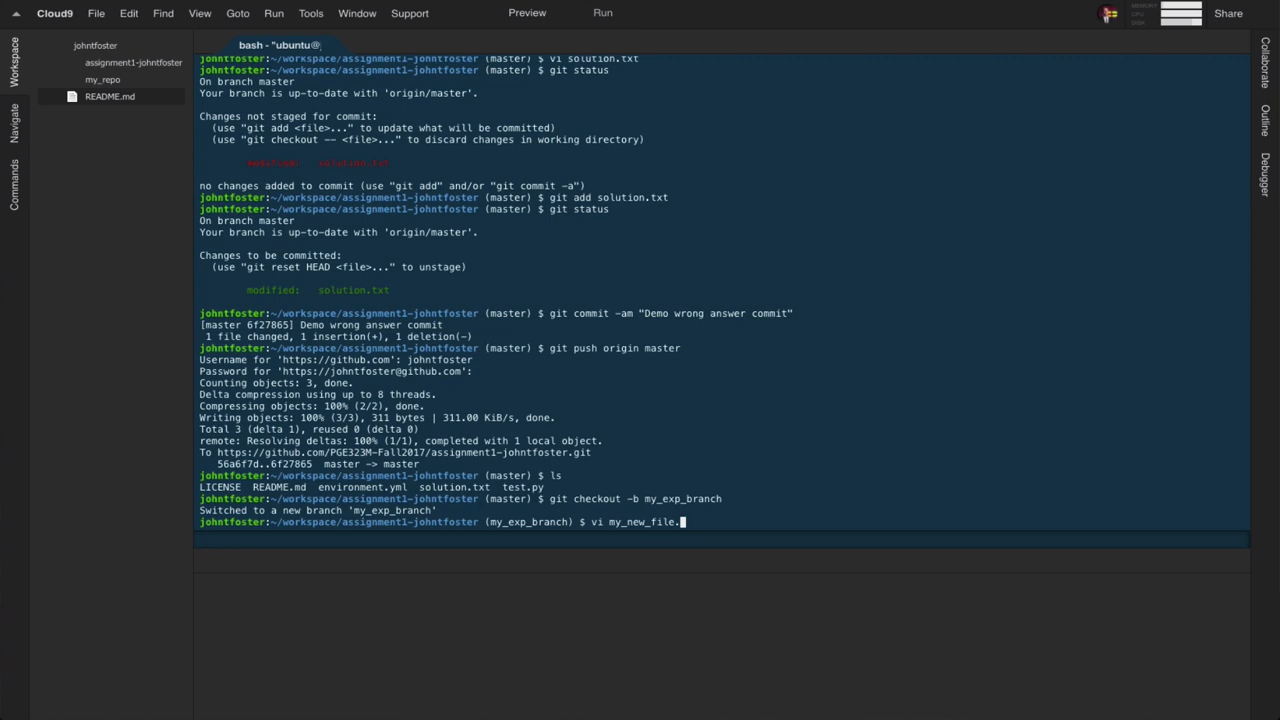 Cloud9 File Edit View Goto Run Tools Window Support Preview Run MEMORY CPU DISK Share
Workspace
Navigate
Commands
johntfoster
assignment1-johntfoster
my_repo
README.md
bash - "ubuntu@
johntfoster:~/workspace/assignment1-johntfoster (master) $ vi solution.txt
johntfoster:~/workspace/assignment1-johntfoster (master) $ git status
On branch master
Your branch is up-to-date with 'origin/master'.
Changes not staged for commit:
(use "git add <file>..." to update what will be committed)
(use "git checkout -- <file>..." to discard changes in working directory)
modified: solution.txt
no changes added to commit (use "git add" and/or "git commit -a")
johntfoster:~/workspace/assignment1-johntfoster (master) $ git add solution.txt
johntfoster:~/workspace/assignment1-johntfoster (master) $ git status
On branch master
Your branch is up-to-date with 'origin/master'.
Changes to be committed:
(use "git reset HEAD <file>..." to unstage)
modified: solution.txt
johntfoster:~/workspace/assignment1-johntfoster (master) $ git commit -am "Demo wrong answer commit"
[master 6f27865] Demo wrong answer commit
1 file changed, 1 insertion(+), 1 deletion(-)
johntfoster:~/workspace/assignment1-johntfoster (master) $ git push origin master
Username for 'https://github.com': johntfoster
Password for 'https://johntfoster@github.com':
Counting objects: 3, done.
Delta compression using up to 8 threads.
Compressing objects: 100% (2/2), done.
Writing objects: 100% (3/3), 311 bytes | 311.00 KiB/s, done.
Total 3 (delta 1), reused 0 (delta 0)
remote: Resolving deltas: 100% (1/1), completed with 1 local object.
To https://github.com/PGE323M-Fall2017/assignment1-johntfoster.git
56a6f7d..6f27865 master -> master
johntfoster:~/workspace/assignment1-johntfoster (master) $ ls
LICENSE README.md environment.yml solution.txt test.py
johntfoster:~/workspace/assignment1-johntfoster (master) $ git checkout -b my_exp_branch
Switched to a new branch 'my_exp_branch'
johntfoster:~/workspace/assignment1-johntfoster (my_exp_branch) $ vi my_new_file.
Collaborate
Outline
Debugger